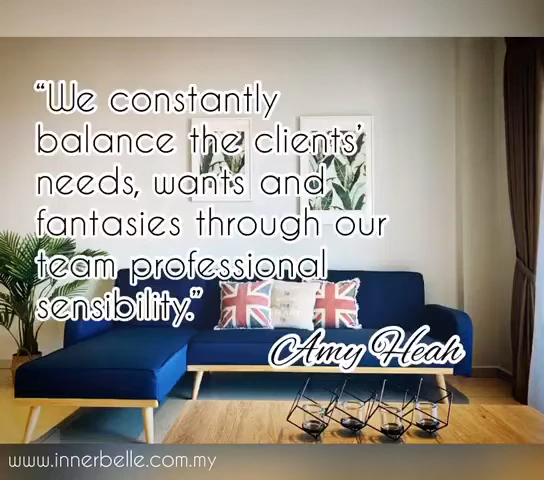 “We constantly
balance the clients’
needs, wants and
fantasies through our
team professional
sensibility.”
Amy Heah
www.innerbelle.com.my